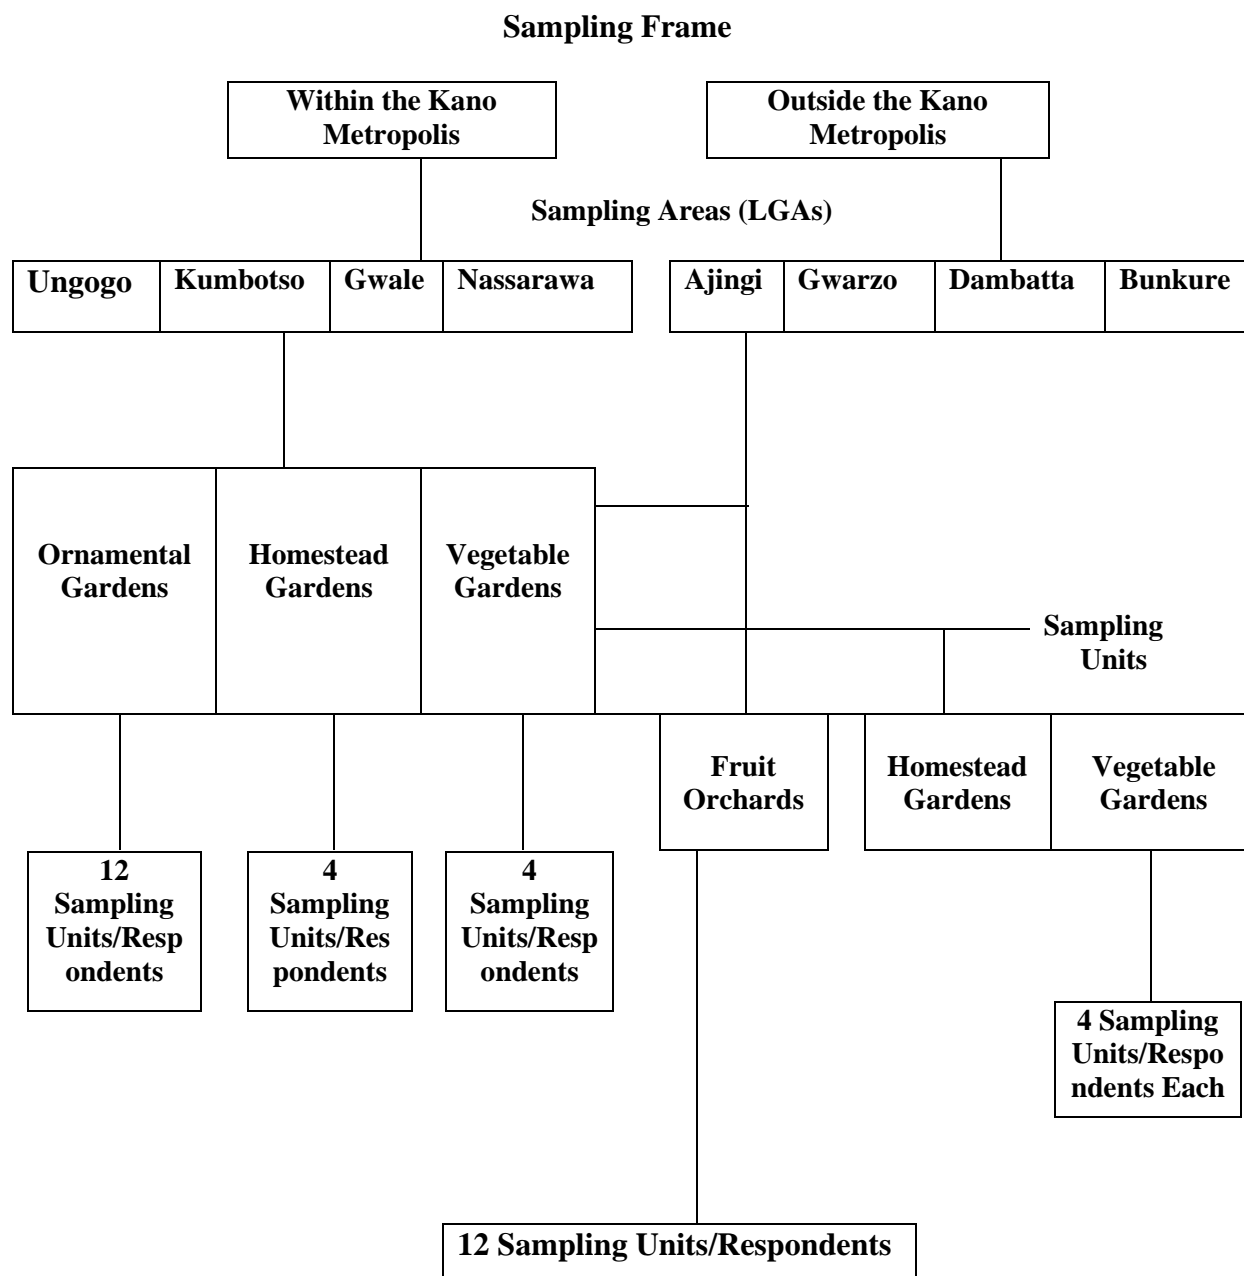 Sampling Frame
Within the Kano
Metropolis
Outside the Kano
Metropolis
Sampling Areas (LGAs)
Ungogo
Kumbotso
Gwale
Nassarawa
Ajingi
Gwarzo
Dambatta
Bunkure
Ornamental
Gardens
Homestead
Gardens
Vegetable
Gardens
Sampling
Units
Fruit
Orchards
Homestead
Gardens
Vegetable
Gardens
12
Sampling
Units/Resp
ondents
4
Sampling
Units/Res
pondents
4
Sampling
Units/Resp
ondents
4 Sampling
Units/Respo
ndents Each
12 Sampling Units/Respondents